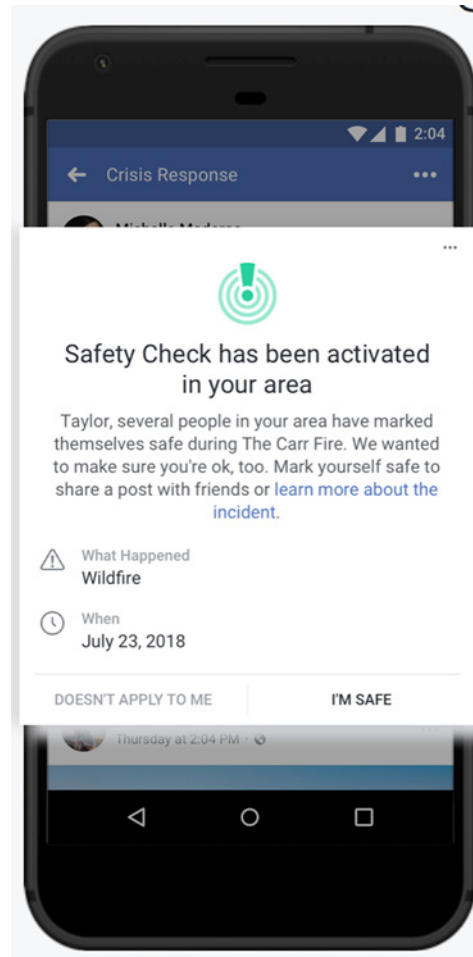 2:04
Crisis Response
Safety Check has been activated
in your area
Taylor, several people in your area have marked
themselves safe during The Carr Fire. We wanted
to make sure you're ok, too. Mark yourself safe to
share a post with friends or learn more about the
incident.
What Happened
Wildfire
When
July 23, 2018
DOESN'T APPLY TO ME
I'M SAFE
Thursday at 2:04 PM